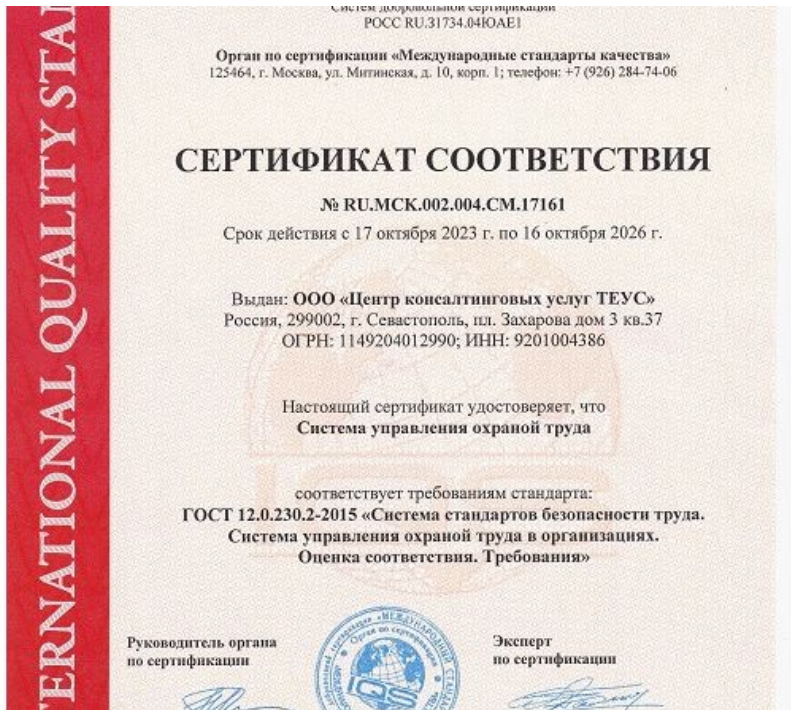 Систем добровольной сертификации
РОСС RU.31734.04ЮАЕ1
Орган по сертификации «Международные стандарты качества»
125464, г. Москва, ул. Митинская, д. 10, корп. 1; телефон: +7 (926) 284-74-06
СЕРТИФИКАТ СООТВЕТСТВИЯ
№ RU.МСК.002.004.СМ.17161
Срок действия с 17 октября 2023 г. по 16 октября 2026 г.
Выдан: ООО «Центр консалтинговых услуг ТЕУС»
Россия, 299002, г. Севастополь, пл. Захарова дом 3 кв.37
ОГРН: 1149204012990; ИНН: 9201004386
Настоящий сертификат удостоверяет, что
Система управления охраной труда
соответствует требованиям стандарта:
ГОСТ 12.0.230.2-2015 «Система стандартов безопасности труда.
Система управления охраной труда в организациях.
Оценка соответствия. Требования»
Руководитель органа
по сертификации
Эксперт
по сертификации
IQS
QUALITY